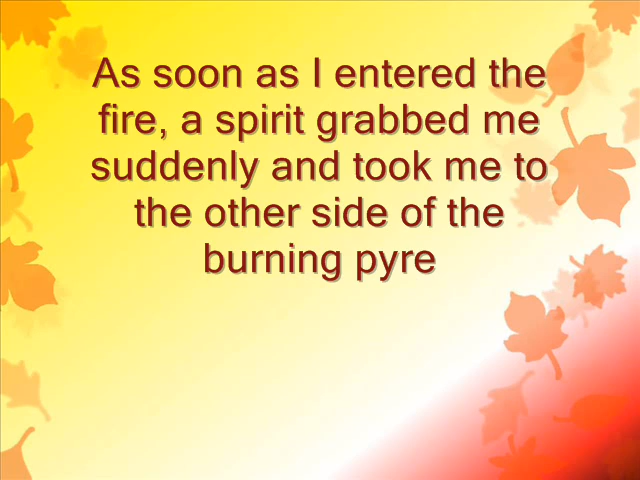 As soon as I entered the
fire, a spirit grabbed me
suddenly and took me to
the other side of the
burning pyre